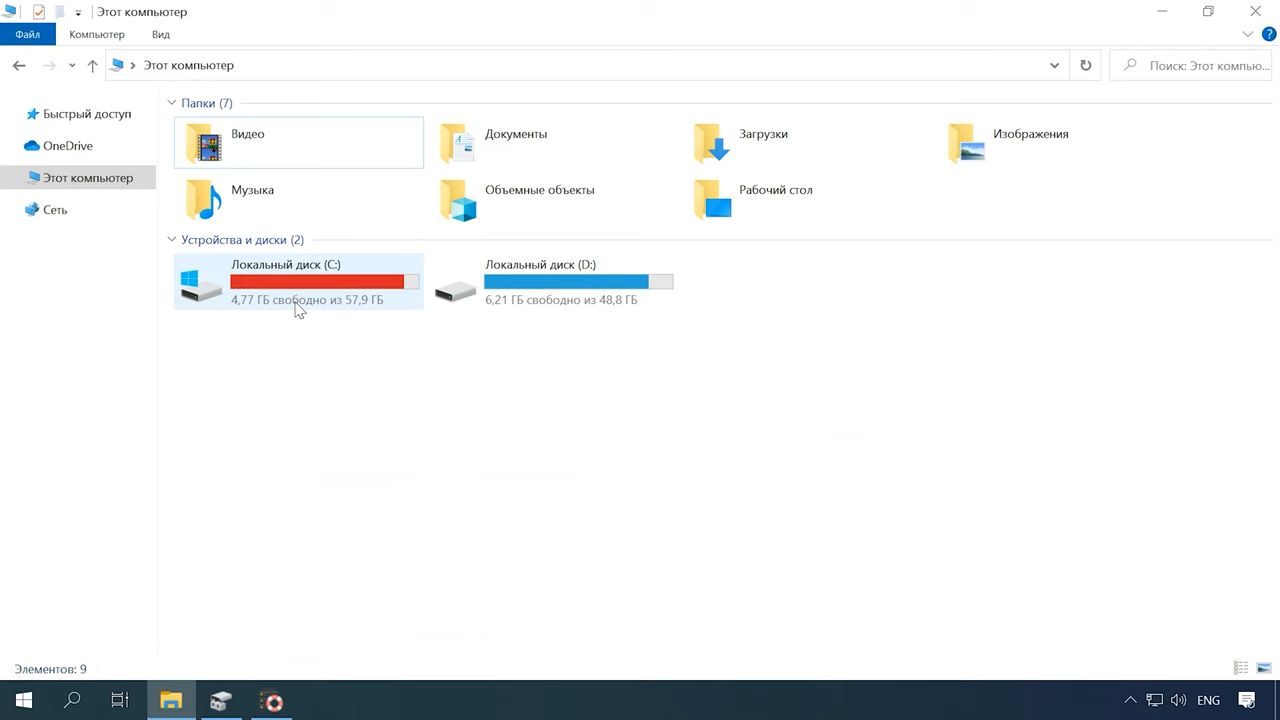 Этот компьютер
Файл
Компьютер
Вид
?
Этот компьютер
Поиск: Этот компью...
Быстрый доступ
OneDrive
Этот компьютер
Сеть
Папки (7)
Видео
Документы
Загрузки
Изображения
Музыка
Объемные объекты
Рабочий стол
Устройства и диски (2)
Локальный диск (C:)
4,77 ГБ свободно из 57,9 ГБ
Локальный диск (D:)
6,21 ГБ свободно из 48,8 ГБ
Элементов: 9
ENG